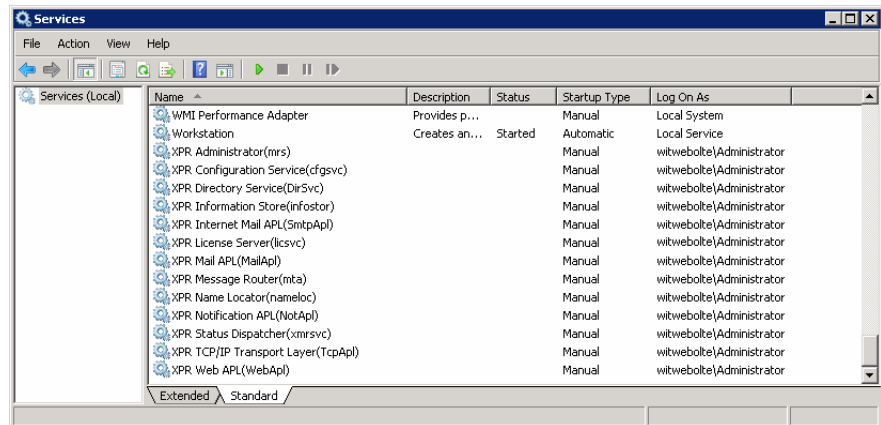 Services
File Action View Help
Services (Local)
Name Description Status Startup Type Log On As
WMI Performance Adapter Provides p... Manual Local System
Workstation Creates an... Started Automatic Local Service
XPR Administrator(mrs) Manual witwebolte\Administrator
XPR Configuration Service(cfgsvc) Manual witwebolte\Administrator
XPR Directory Service(DirSvc) Manual witwebolte\Administrator
XPR Information Store(infostor) Manual witwebolte\Administrator
XPR Internet Mail APL(SmtpApl) Manual witwebolte\Administrator
XPR License Server(licsvc) Manual witwebolte\Administrator
XPR Mail APL(MailApl) Manual witwebolte\Administrator
XPR Message Router(mta) Manual witwebolte\Administrator
XPR Name Locator(nameloc) Manual witwebolte\Administrator
XPR Notification APL(NotApl) Manual witwebolte\Administrator
XPR Status Dispatcher(xmrsvc) Manual witwebolte\Administrator
XPR TCP/IP Transport Layer(TcpApl) Manual witwebolte\Administrator
XPR Web APL(WebApl) Manual witwebolte\Administrator
Extended Standard